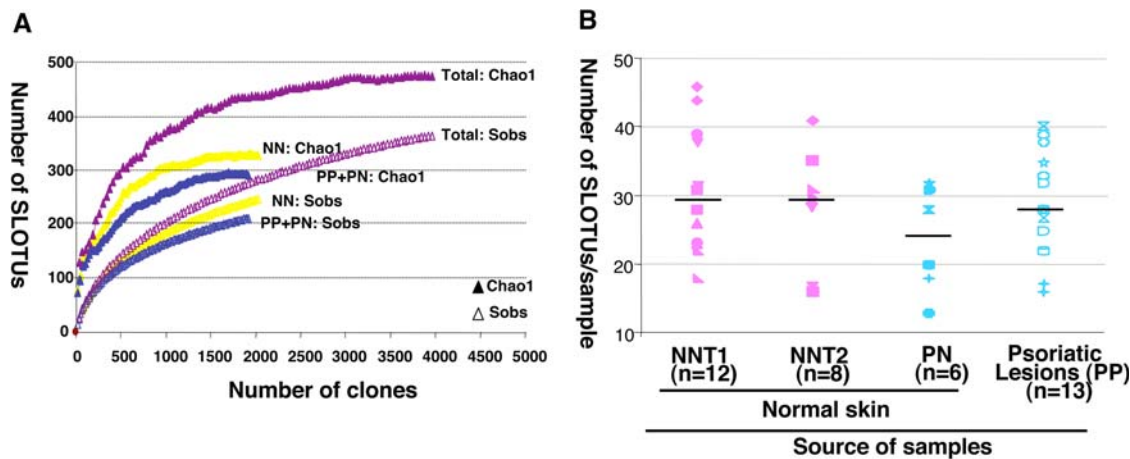 A
Number of SLOTUs
500
400
300
200
100
0
Total: Chao1
Total: Sobs
NN: Chao1
PP+PN: Chao1
NN: Sobs
PP+PN: Sobs
Chao1
Sobs
0 500 1000 1500 2000 2500 3000 3500 4000 4500 5000
Number of clones
B
Number of SLOTUs/sample
50
40
30
20
10
NNT1 (n=12)
NNT2 (n=8)
PN (n=6)
Psoriatic
Lesions (PP)
(n=13)
Normal skin
Source of samples